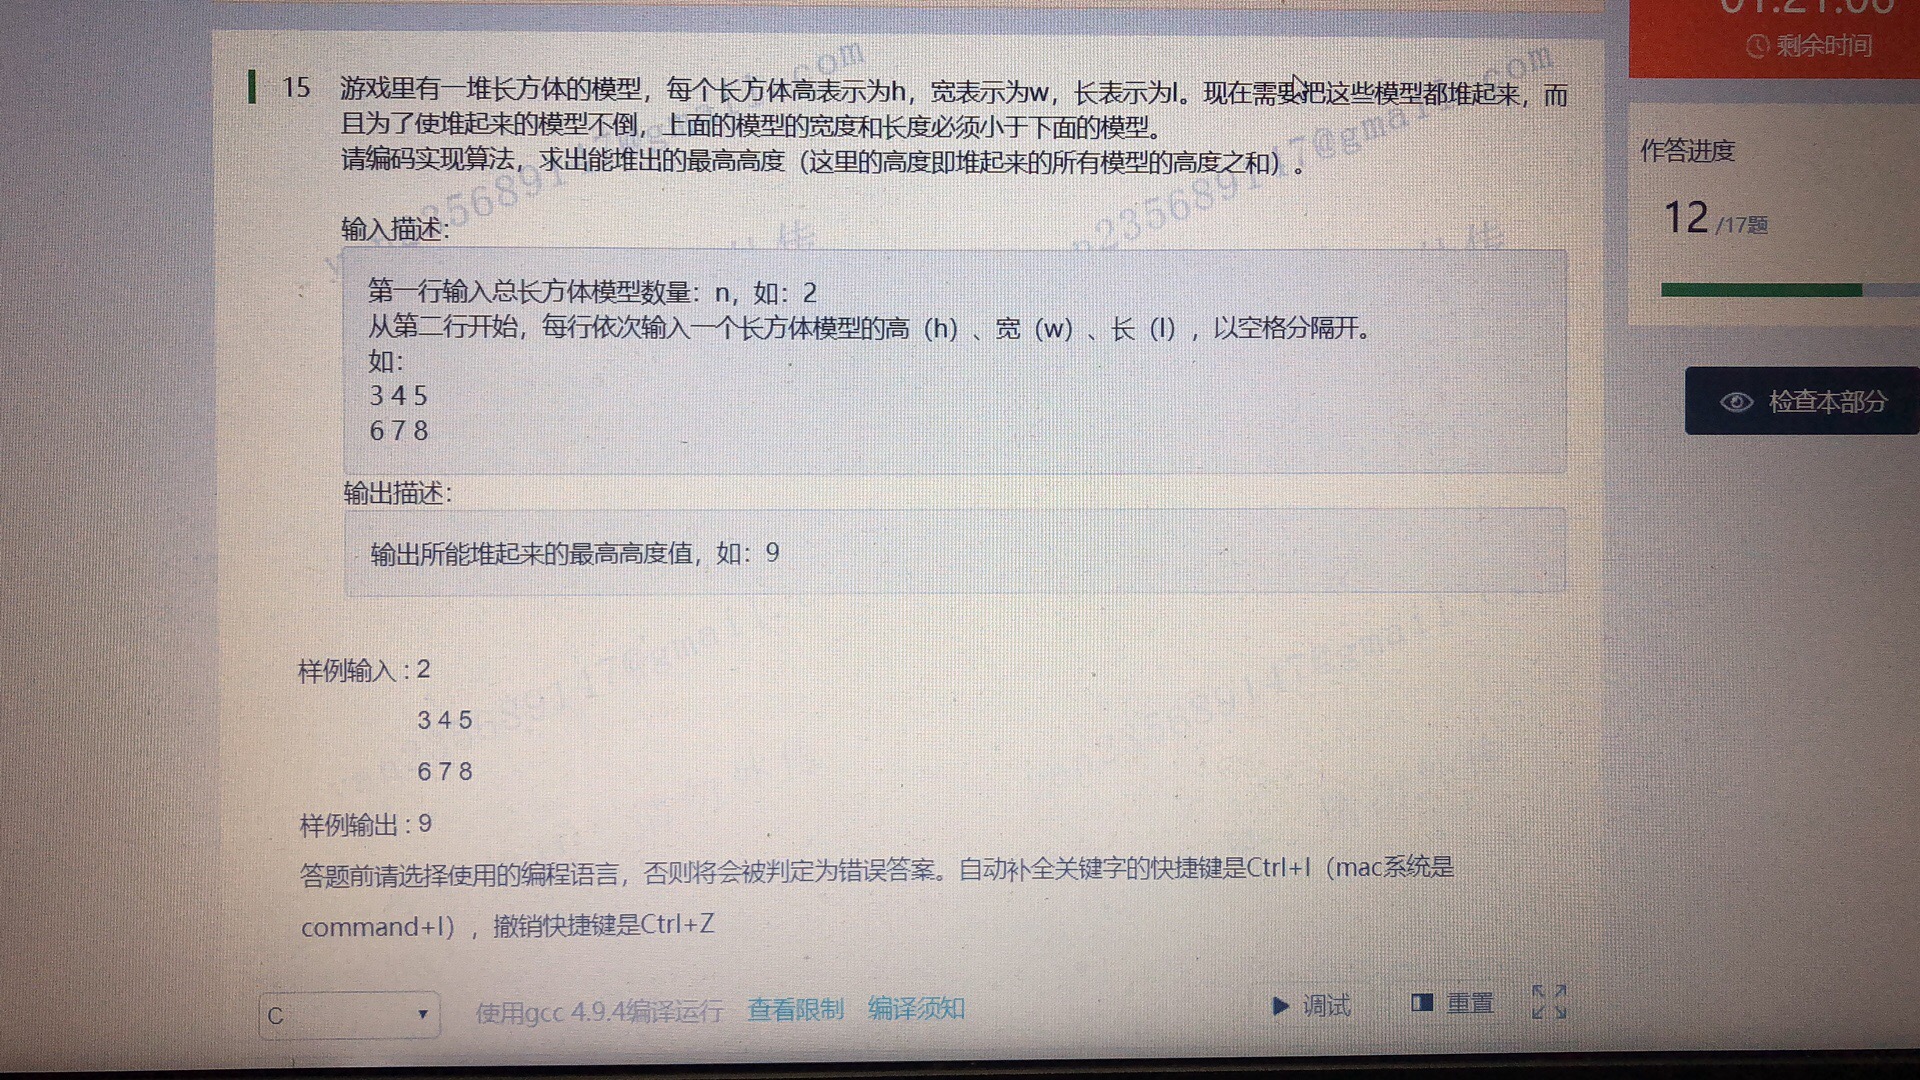 剩余时间
15 游戏里有一堆长方体的模型，每个长方体高表示为h，宽表示为w，长表示为l。现在需要把这些模型都堆起来，而
且为了使堆起来的模型不倒，上面的模型的宽度和长度必须小于下面的模型。
请编码实现算法，求出能堆出的最高高度（这里的高度即堆起来的所有模型的高度之和）。
作答进度
12/17题
检查本部分
输入描述:
第一行输入总长方体模型数量：n，如：2
从第二行开始，每行依次输入一个长方体模型的高（h）、宽（w）、长（l），以空格分隔开。
如：
3 4 5
6 7 8
输出描述:
输出所能堆起来的最高高度值，如：9
样例输入 : 2
3 4 5
6 7 8
样例输出 : 9
答题前请选择使用的编程语言，否则将会被判定为错误答案。自动补全关键字的快捷键是Ctrl+I（mac系统是
command+I），撤销快捷键是Ctrl+Z
C 使用gcc 4.9.4编译运行 查看限制 编译须知 调试 重置